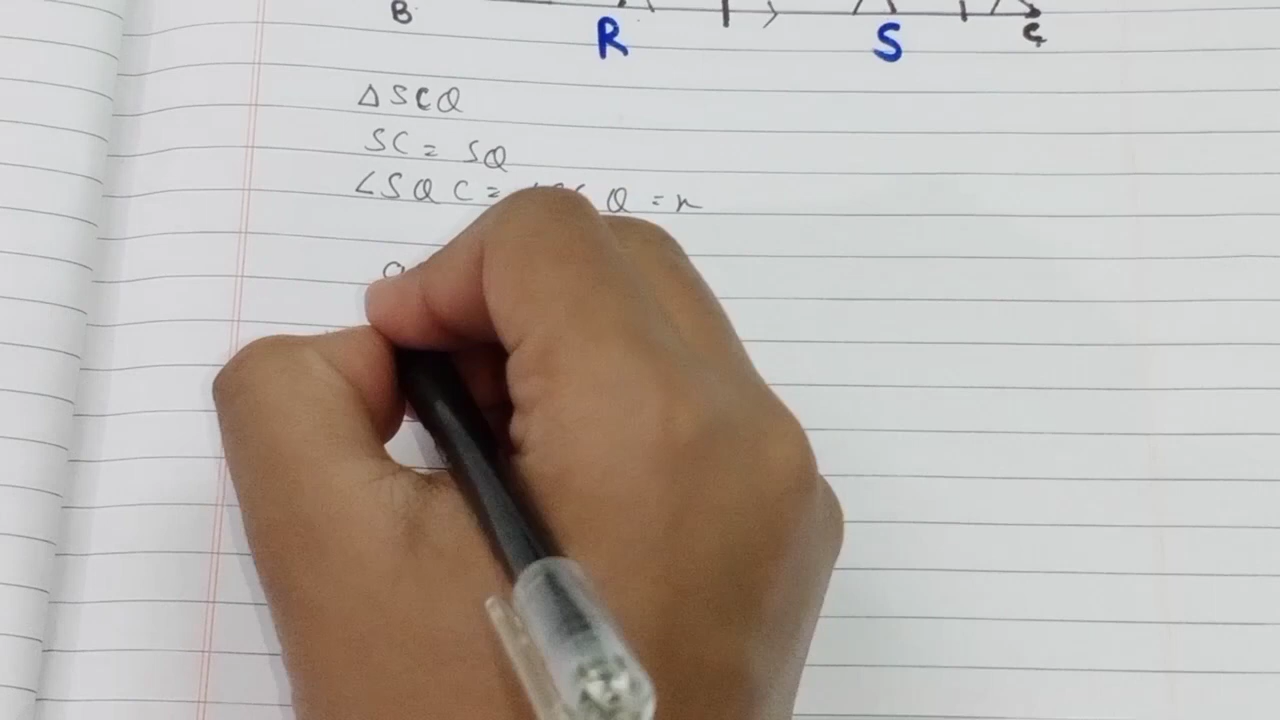 B
R S C
ΔSCQ
SC = SQ
∠SQC = Q = x